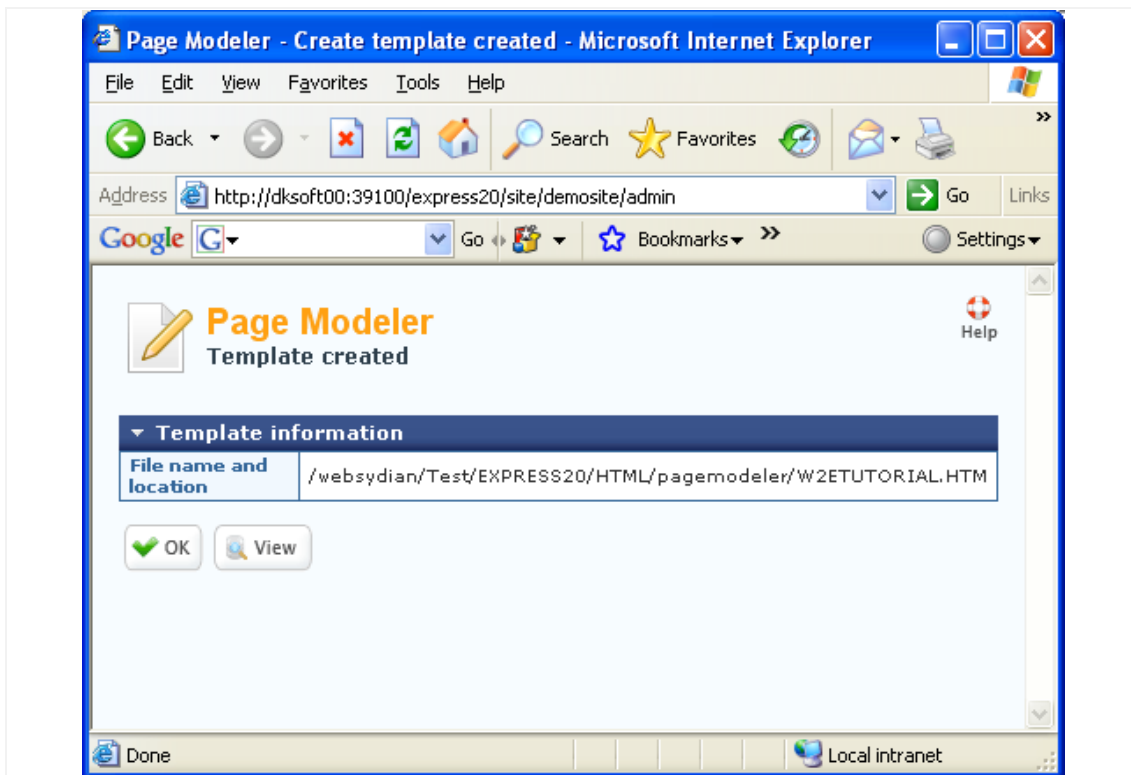 Page Modeler - Create template created - Microsoft Internet Explorer
File Edit View Favorites Tools Help
Back Search Favorites »
Address http://dksoft00:39100/express20/site/demosite/admin Go Links
Google G Go Bookmarks » Settings
Page Modeler
Help
Template created
Template information
File name and
location
/websydian/Test/EXPRESS20/HTML/pagemodeler/W2ETUTORIAL.HTM
OK View
Done Local intranet